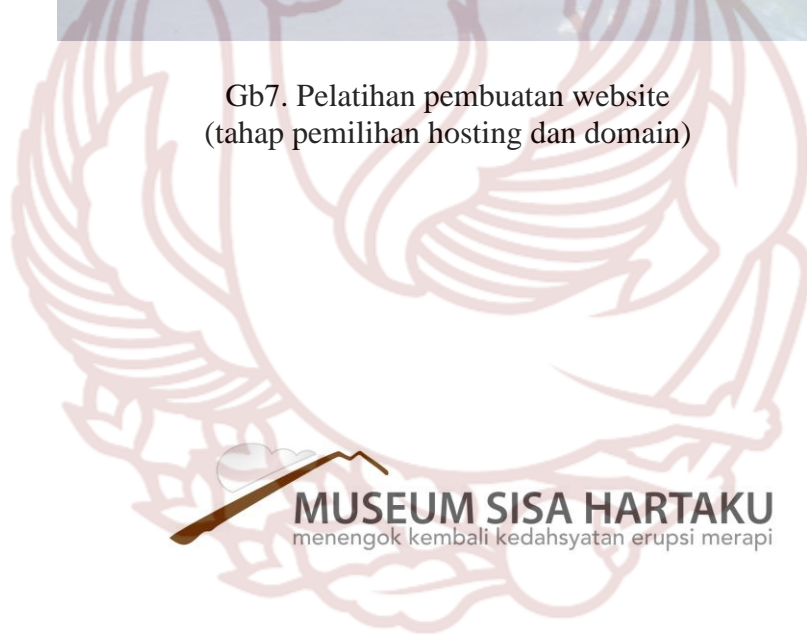 Gb7. Pelatihan pembuatan website
(tahap pemilihan hosting dan domain)
MUSEUM SISA HARTAKU
menengok kembali kedahsyatan erupsi merapi